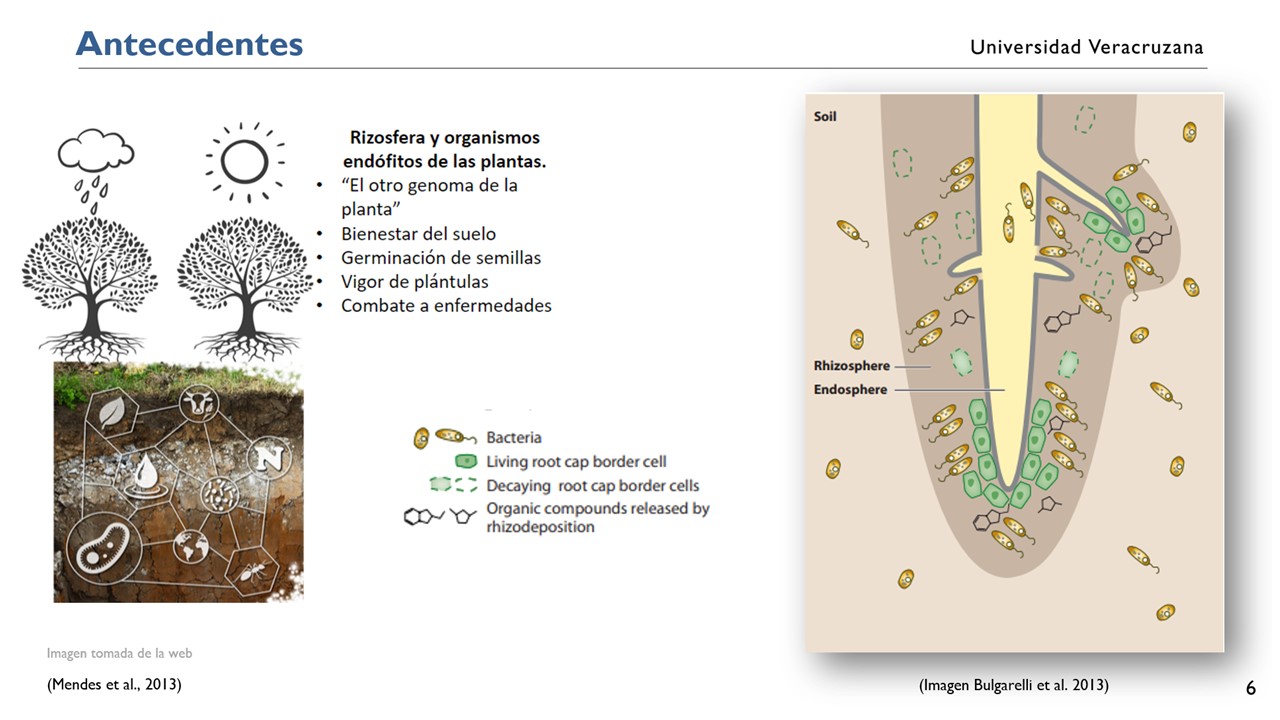 Antecedentes
Universidad Veracruzana
Rizosfera y organismos
endófitos de las plantas.
• “El otro genoma de la
planta”
• Bienestar del suelo
• Germinación de semillas
• Vigor de plántulas
• Combate a enfermedades
N
Bacteria
Living root cap border cell
Decaying root cap border cells
Organic compounds released by
rhizodeposition
Soil
Rhizosphere
Endosphere
Imagen tomada de la web
(Mendes et al., 2013)
(Imagen Bulgarelli et al. 2013)
6